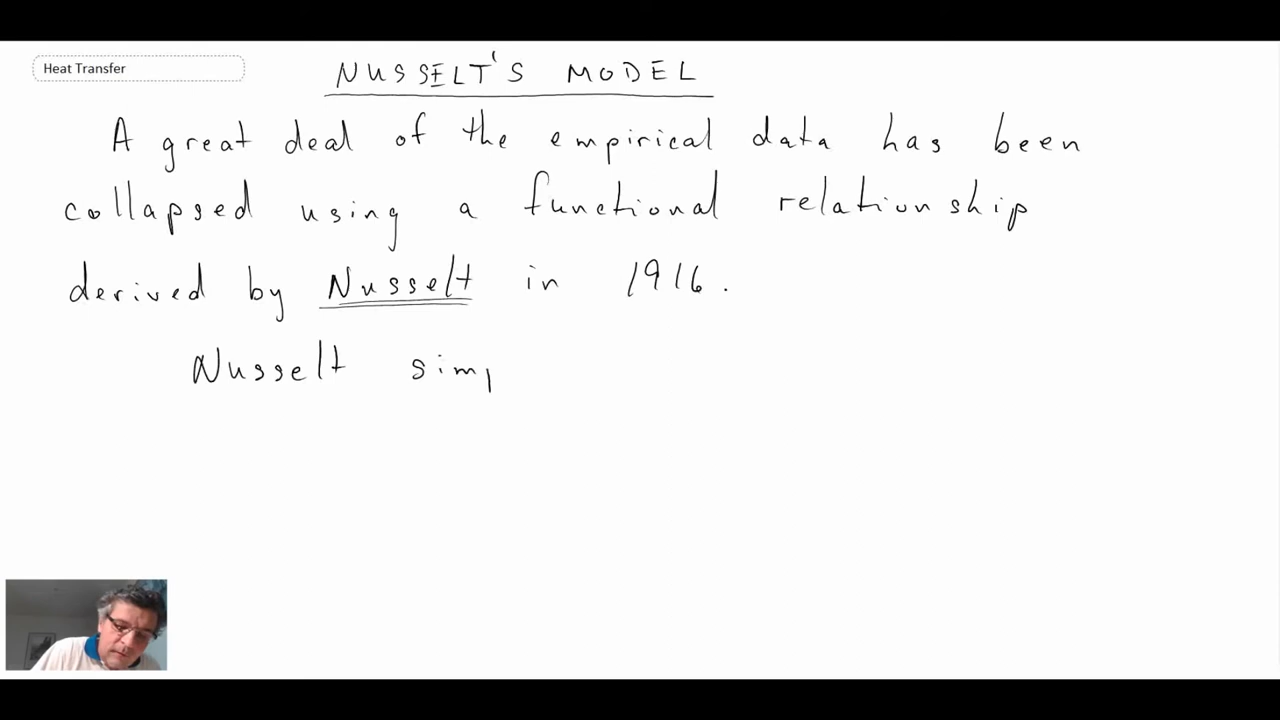 Heat Transfer
NUSSELT'S MODEL
A great deal of the empirical data has been
collapsed using a functional relationship
derived by Nusselt in 1916.
Nusselt simp